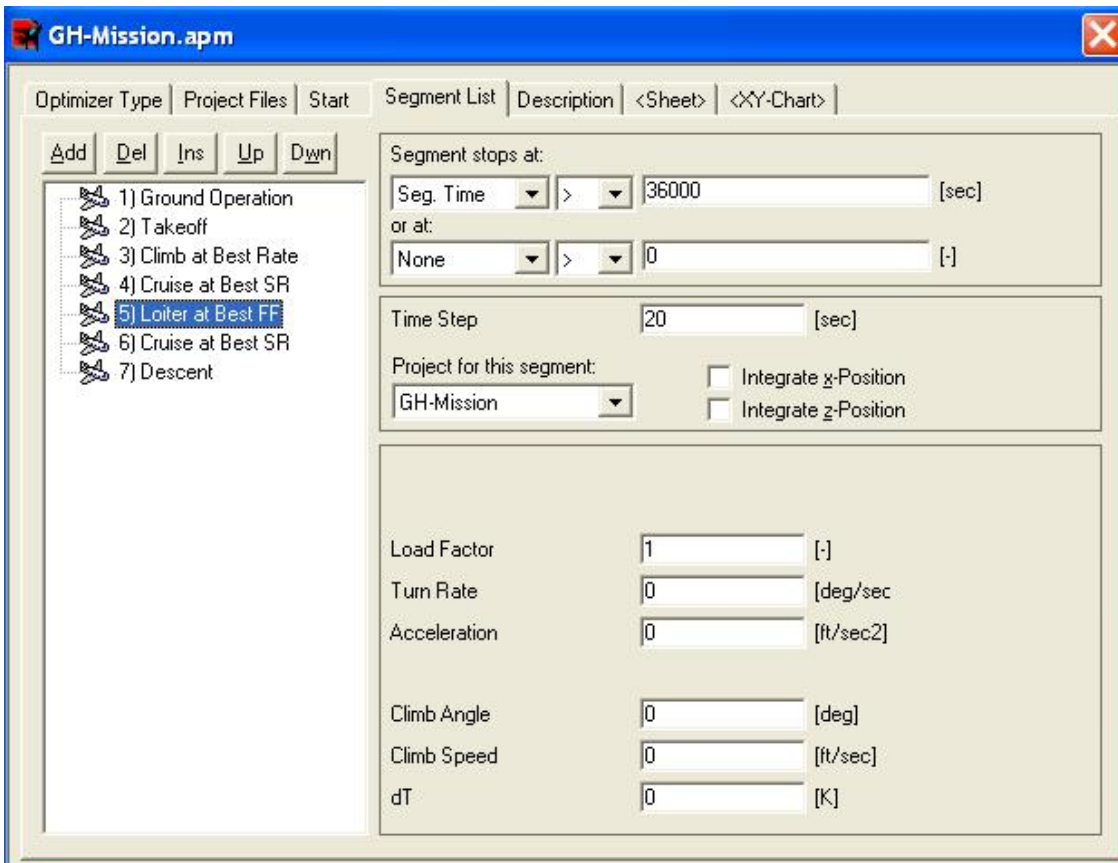 GH-Mission.apm
Optimizer Type Project Files Start Segment List Description <Sheet> <XY-Chart>
Add Del Ins Up Dwn
1) Ground Operation
2) Takeoff
3) Climb at Best Rate
4) Cruise at Best SR
5) Loiter at Best FF
6) Cruise at Best SR
7) Descent
Segment stops at:
Seg. Time > 36000 [sec]
or at:
None > 0 [-]
Time Step 20 [sec]
Project for this segment:
GH-Mission
Integrate x-Position
Integrate z-Position
Load Factor 1 [-]
Turn Rate 0 [deg/sec
Acceleration 0 [ft/sec2]
Climb Angle 0 [deg]
Climb Speed 0 [ft/sec]
dT 0 [K]